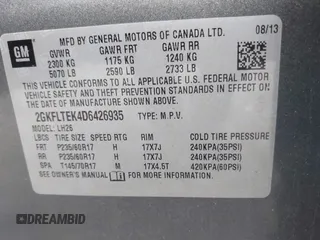 GM
MFD BY GENERAL MOTORS OF CANADA LTD.
08/13
GVWR GAWR FRT GAWR RR
2300 KG 1175 KG 1240 KG
5070 LB 2590 LB 2733 LB
THIS VEHICLE CONFORMS TO ALL APPLICABLE U.S. FEDERAL
MOTOR VEHICLE SAFETY, BUMPER, AND THEFT PREVENTION
STANDARDS IN EFFECT ON THE DATE OF MANUFACTURE SHOWN ABOVE.
2GKFLTEK4D6426935 TYPE: M.P.V.
MODEL: LH26
TIRE SIZE SPEED RTG RIM COLD TIRE PRESSURE
FRT P235/60R17 H 17X7J 240KPA(35PSI)
RR P235/60R17 H 17X7J 240KPA(35PSI)
SPA T145/70R17 M 17X4.5T 420KPA(60PSI)
SEE OWNER'S MANUAL FOR MORE INFORMATION.
AutoBidMaster